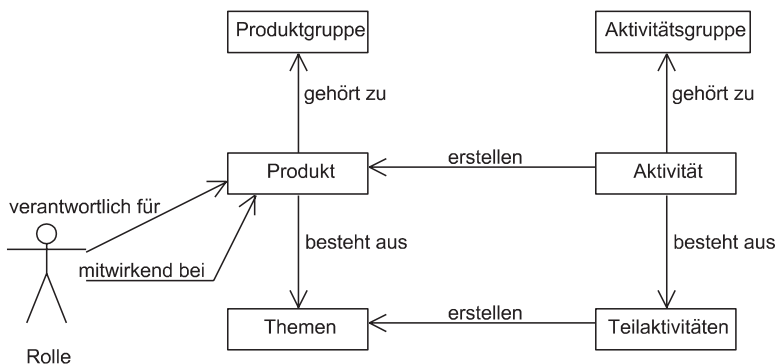 Produktgruppe
Aktivitätsgruppe
gehört zu
gehört zu
Produkt
erstellen
Aktivität
verantwortlich für
besteht aus
besteht aus
mitwirkend bei
Themen
erstellen
Teilaktivitäten
Rolle